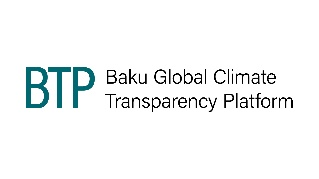 BTP
Baku Global Climate
Transparency Platform